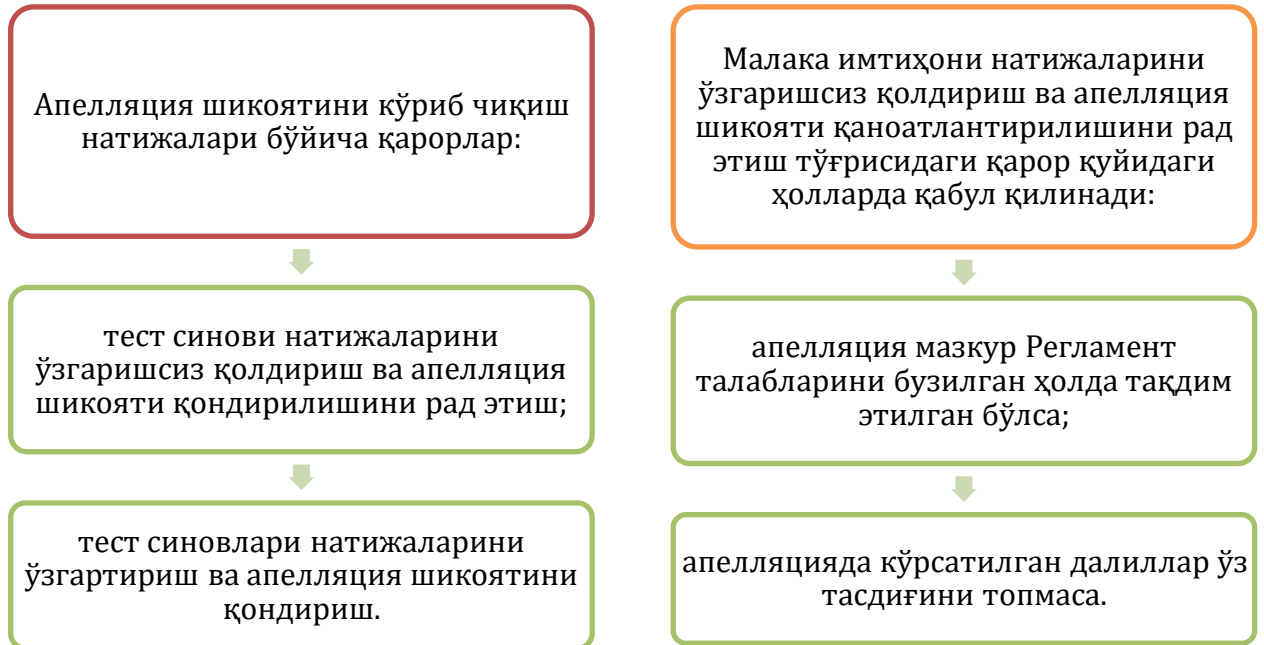 Апелляция шикоятини кўриб чиқиш
натижалари бўйича қарорлар:
тест синови натижаларини
ўзгаришсиз қолдириш ва апелляция
шикояти қондирилишини рад этиш;
тест синовлари натижаларини
ўзгартириш ва апелляция шикоятини
қондириш.
Малака имтиҳони натижаларини
ўзгаришсиз қолдириш ва апелляция
шикояти қаноатлантирилишини рад
этиш тўғрисидаги қарор қуйидаги
ҳолларда қабул қилинади:
апелляция мазкур Регламент
талабларини бузилган ҳолда тақдим
этилган бўлса;
апелляцияда кўрсатилган далиллар ўз
тасдиғини топмаса.